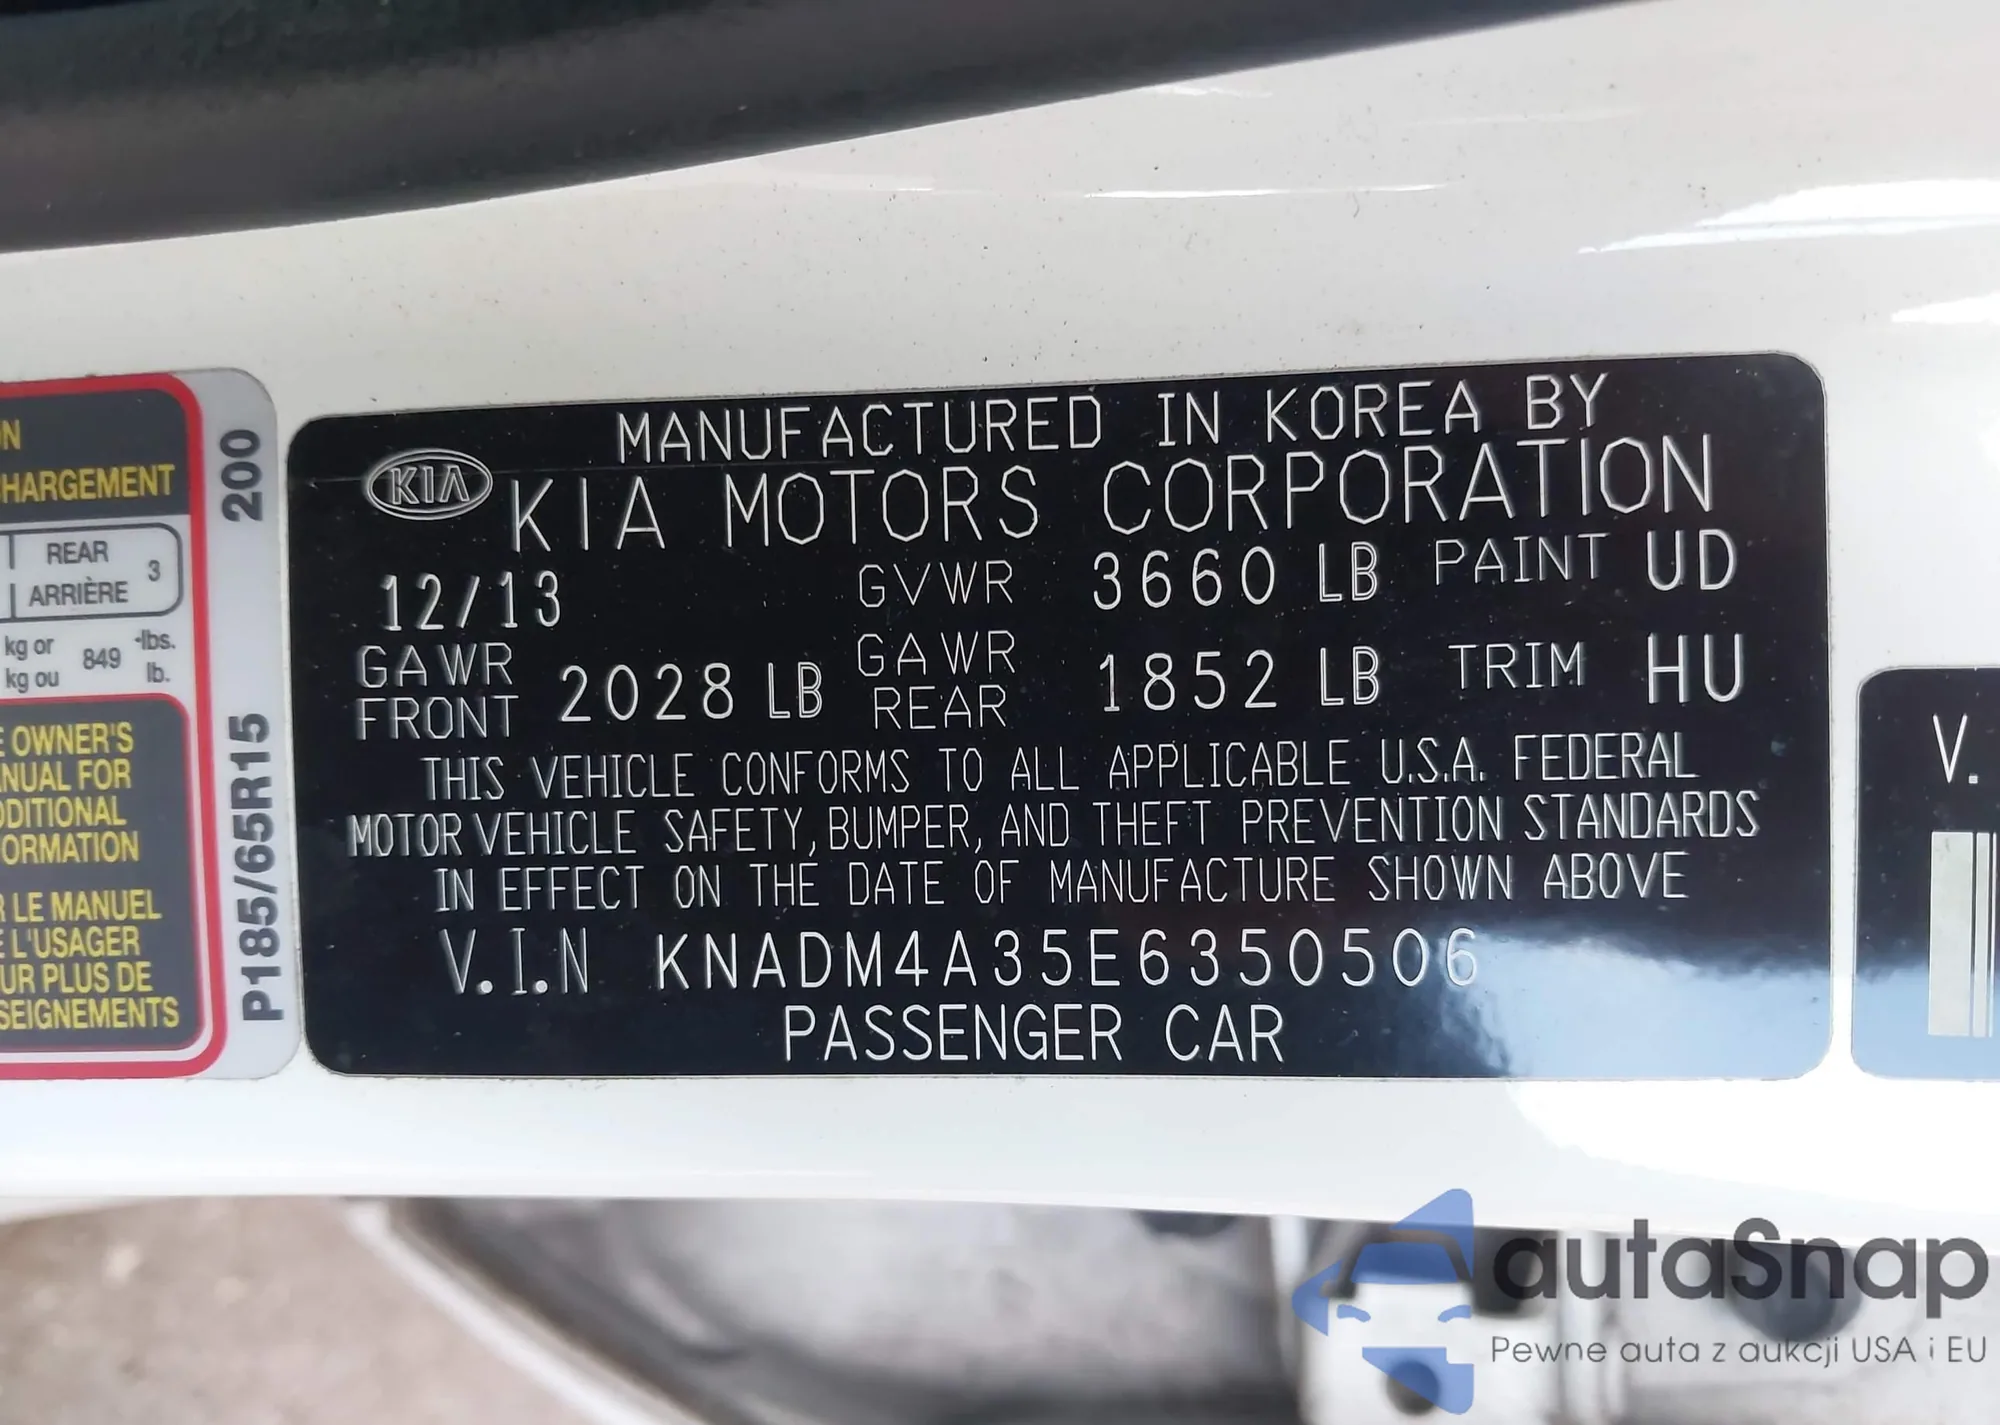 ON
HARGEMENT
REAR
ARRIÈRE
3
kg or
kg ou
849
-lbs.
lb.
E OWNER'S
ANUAL FOR
DDITIONAL
FORMATION
R LE MANUEL
E L'USAGER
UR PLUS DE
SEIGNEMENTS
200
P185/65R15
MANUFACTURED IN KOREA BY
KIA
KIA MOTORS CORPORATION
12/13 GVWR 3660 LB PAINT UD
GAWR FRONT 2028 LB GAWR REAR 1852 LB TRIM HU
THIS VEHICLE CONFORMS TO ALL APPLICABLE U.S.A. FEDERAL
MOTOR VEHICLE SAFETY, BUMPER, AND THEFT PREVENTION STANDARDS
IN EFFECT ON THE DATE OF MANUFACTURE SHOWN ABOVE
V.I.N KNADM4A35E6350506
PASSENGER CAR
V.
autaSnap
Pewne auta z aukcji USA i EU